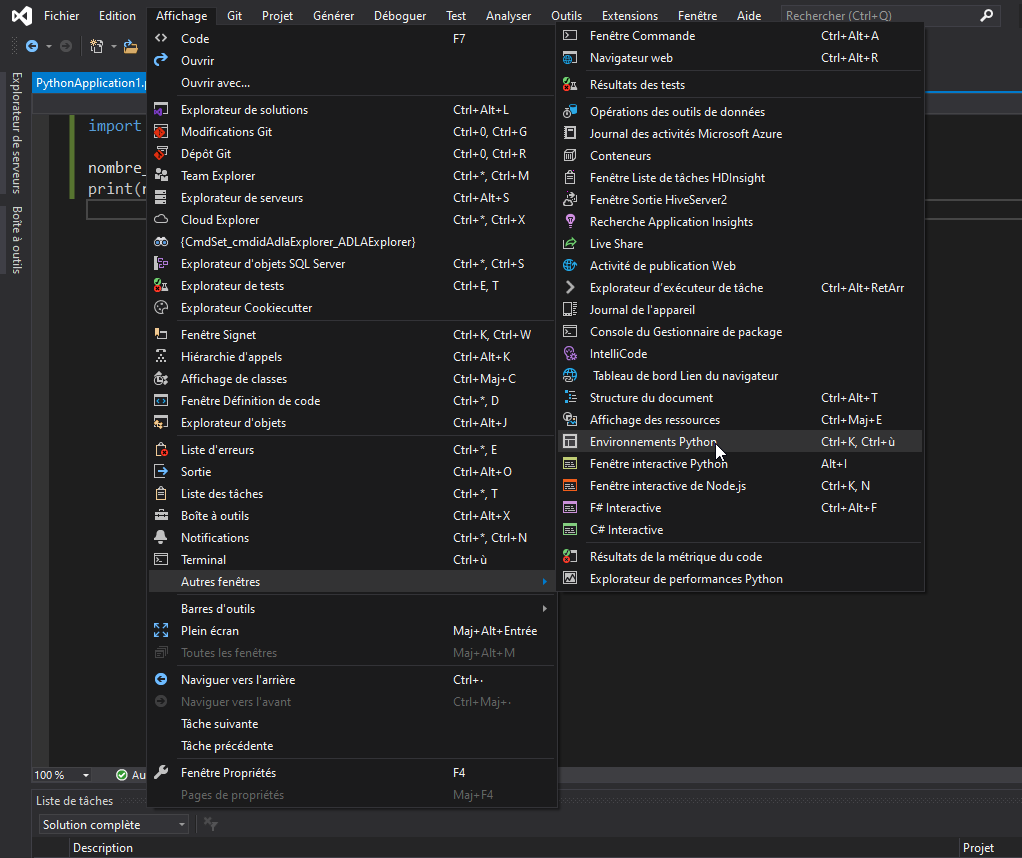 Fichier Edition Affichage Git Projet Générer Déboguer Test Analyser Outils Extensions Fenêtre Aide Rechercher (Ctrl+Q)
PythonApplication1.
Explorateur de serveurs
Boîte à outils
import
nombre_
print(
Code F7
Ouvrir
Ouvrir avec...
Explorateur de solutions Ctrl+Alt+L
Modifications Git Ctrl+0, Ctrl+G
Dépôt Git Ctrl+0, Ctrl+R
Team Explorer Ctrl+*, Ctrl+M
Explorateur de serveurs Ctrl+Alt+S
Cloud Explorer Ctrl+*, Ctrl+X
{CmdSet_cmdidAdlaExplorer_ADLAExplorer}
Explorateur d'objets SQL Server Ctrl+*, Ctrl+S
Explorateur de tests Ctrl+E, T
Explorateur Cookiecutter
Fenêtre Signet Ctrl+K, Ctrl+W
Hiérarchie d'appels Ctrl+Alt+K
Affichage de classes Ctrl+Maj+C
Fenêtre Définition de code Ctrl+*, D
Explorateur d'objets Ctrl+Alt+J
Liste d'erreurs Ctrl+*, E
Sortie Ctrl+Alt+O
Liste des tâches Ctrl+*, T
Boîte à outils Ctrl+Alt+X
Notifications Ctrl+*, Ctrl+N
Terminal Ctrl+ù
Autres fenêtres
Barres d'outils
Plein écran Maj+Alt+Entrée
Toutes les fenêtres Maj+Alt+M
Naviguer vers l'arrière Ctrl+·
Naviguer vers l'avant Ctrl+Maj+·
Tâche suivante
Tâche précédente
Fenêtre Propriétés F4
Pages de propriétés Maj+F4
Fenêtre Commande Ctrl+Alt+A
Navigateur web Ctrl+Alt+R
Résultats des tests
Opérations des outils de données
Journal des activités Microsoft Azure
Conteneurs
Fenêtre Liste de tâches HDInsight
Fenêtre Sortie HiveServer2
Recherche Application Insights
Live Share
Activité de publication Web
Explorateur d'exécuteur de tâche Ctrl+Alt+RetArr
Journal de l'appareil
Console du Gestionnaire de package
IntelliCode
Tableau de bord Lien du navigateur
Structure du document Ctrl+Alt+T
Affichage des ressources Ctrl+Maj+E
Environnements Python Ctrl+K, Ctrl+ù
Fenêtre interactive Python Alt+I
Fenêtre interactive de Node.js Ctrl+K, N
F# Interactive Ctrl+Alt+F
C# Interactive
Résultats de la métrique du code
Explorateur de performances Python
100 % Au
Liste de tâches
Solution complète
Description Projet